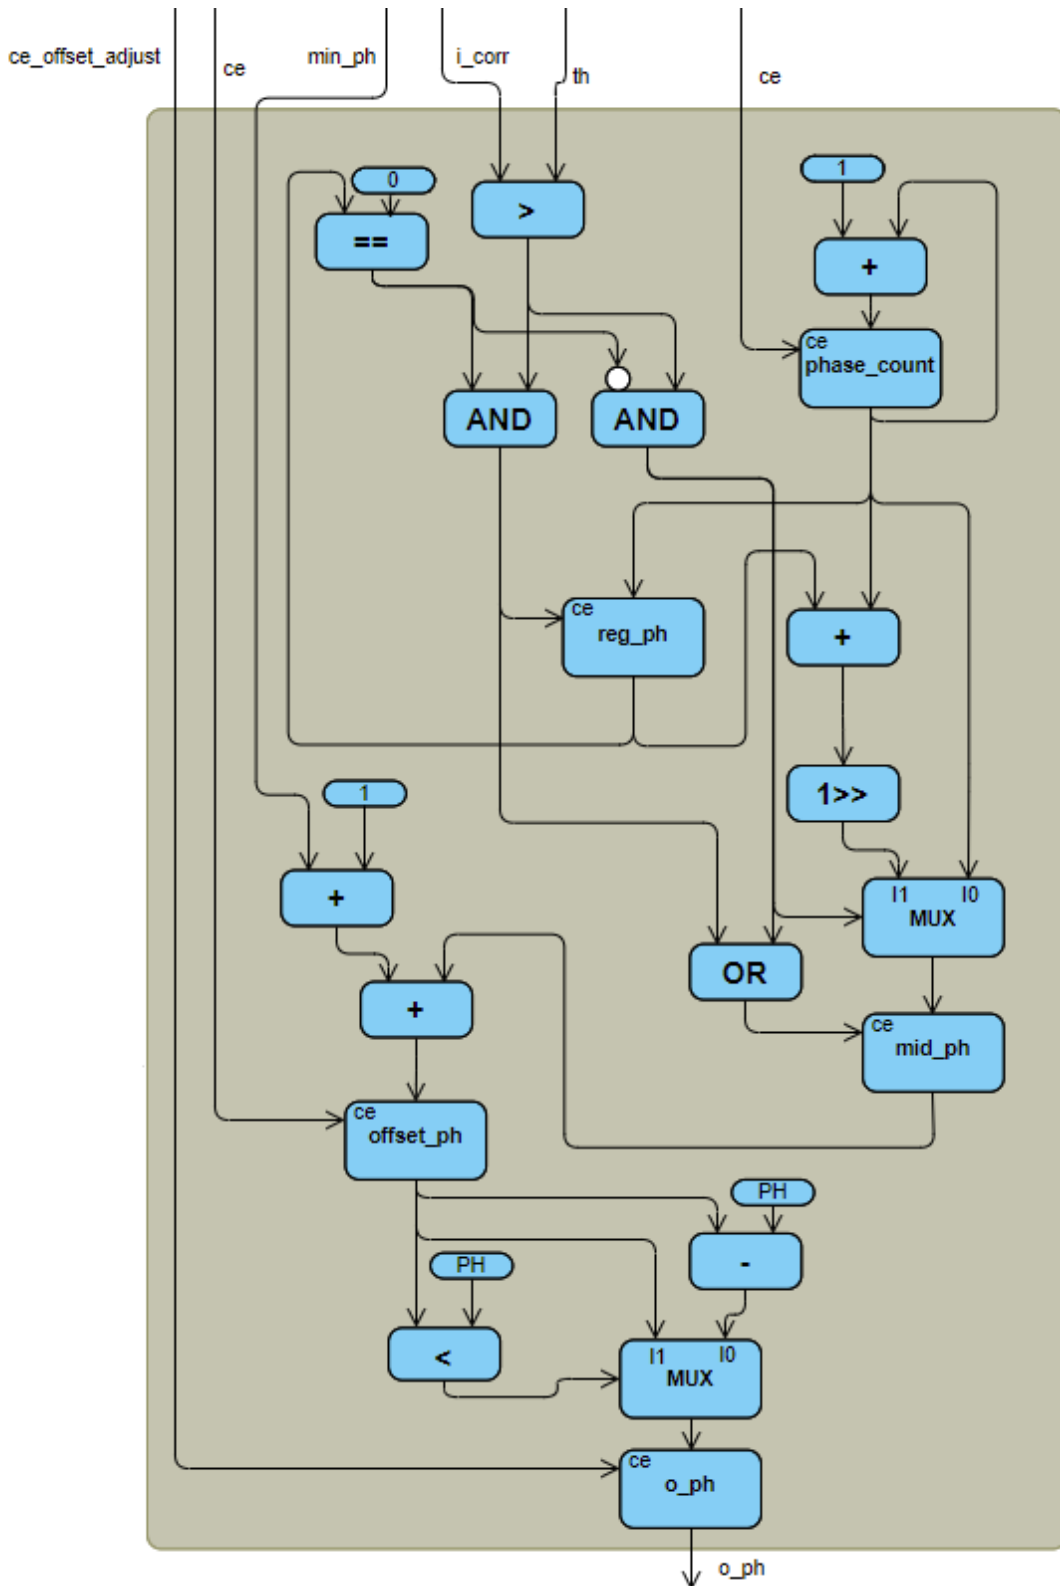 ce_offset_adjust
ce
min_ph
i_corr
th
ce
0
1
>
==
+
ce
phase_count
AND
AND
ce
reg_ph
+
1
1>>
+
I1 I0
MUX
OR
+
ce
mid_ph
ce
offset_ph
PH
-
PH
<
I1 I0
MUX
ce
o_ph
o_ph